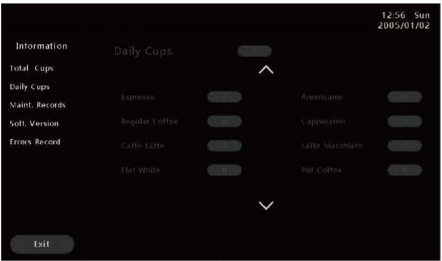 12:56 Sun
2005/01/02
Information
Total Cups
Daily Cups
Maint. Records
Soft. Version
Errors Record
Exit
Daily Cups
Espresso
Americano
Regular Coffee
Cappuccino
Caffe Latte
Latte Macchiato
Flat White
Pot Coffee